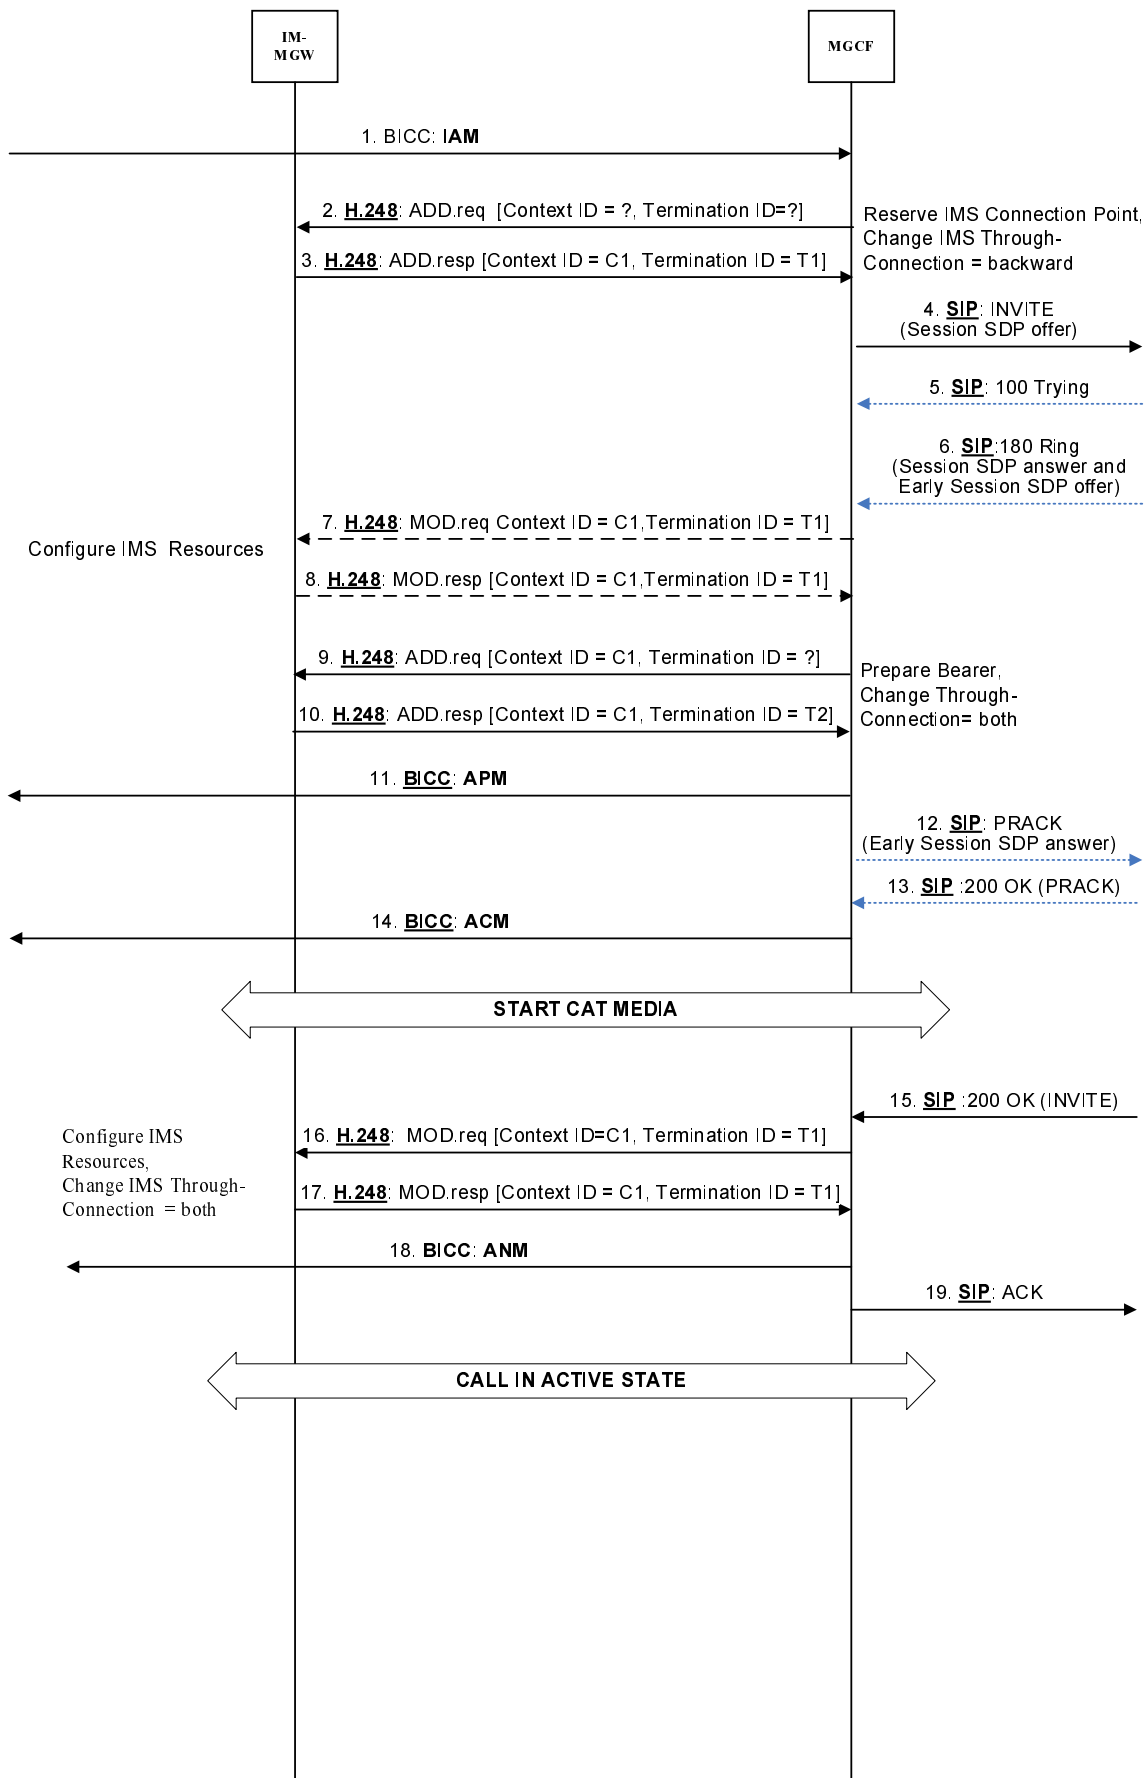 IM-
MGW
MGCF
1. BICC: IAM
2. H.248: ADD.req [Context ID = ?, Termination ID=?]
Reserve IMS Connection Point,
Change IMS Through-
Connection = backward
3. H.248: ADD.resp [Context ID = C1, Termination ID = T1]
4. SIP: INVITE
(Session SDP offer)
5. SIP: 100 Trying
6. SIP:180 Ring
(Session SDP answer and
Early Session SDP offer)
7. H.248: MOD.req Context ID = C1,Termination ID = T1]
Configure IMS Resources
8. H.248: MOD.resp [Context ID = C1,Termination ID = T1]
9. H.248: ADD.req [Context ID = C1, Termination ID = ?]
Prepare Bearer,
Change Through-
Connection= both
10. H.248: ADD.resp [Context ID = C1, Termination ID = T2]
11. BICC: APM
12. SIP: PRACK
(Early Session SDP answer)
13. SIP :200 OK (PRACK)
14. BICC: ACM
START CAT MEDIA
15. SIP :200 OK (INVITE)
16. H.248: MOD.req [Context ID=C1, Termination ID = T1]
Configure IMS
Resources,
Change IMS Through-
Connection = both
17. H.248: MOD.resp [Context ID = C1, Termination ID = T1]
18. BICC: ANM
19. SIP: ACK
CALL IN ACTIVE STATE